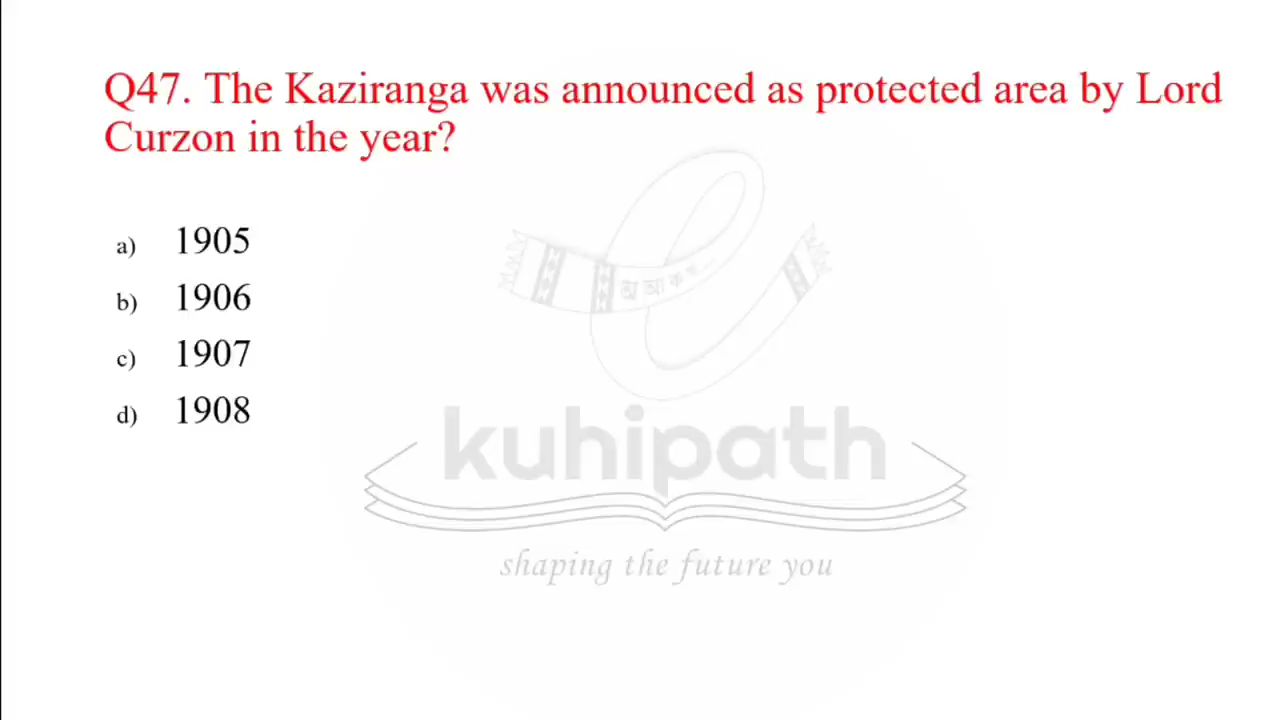 Q47. The Kaziranga was announced as protected area by Lord
Curzon in the year?
a) 1905
b) 1906
c) 1907
d) 1908
অ আ ক খ...
kuhipath
shaping the future you